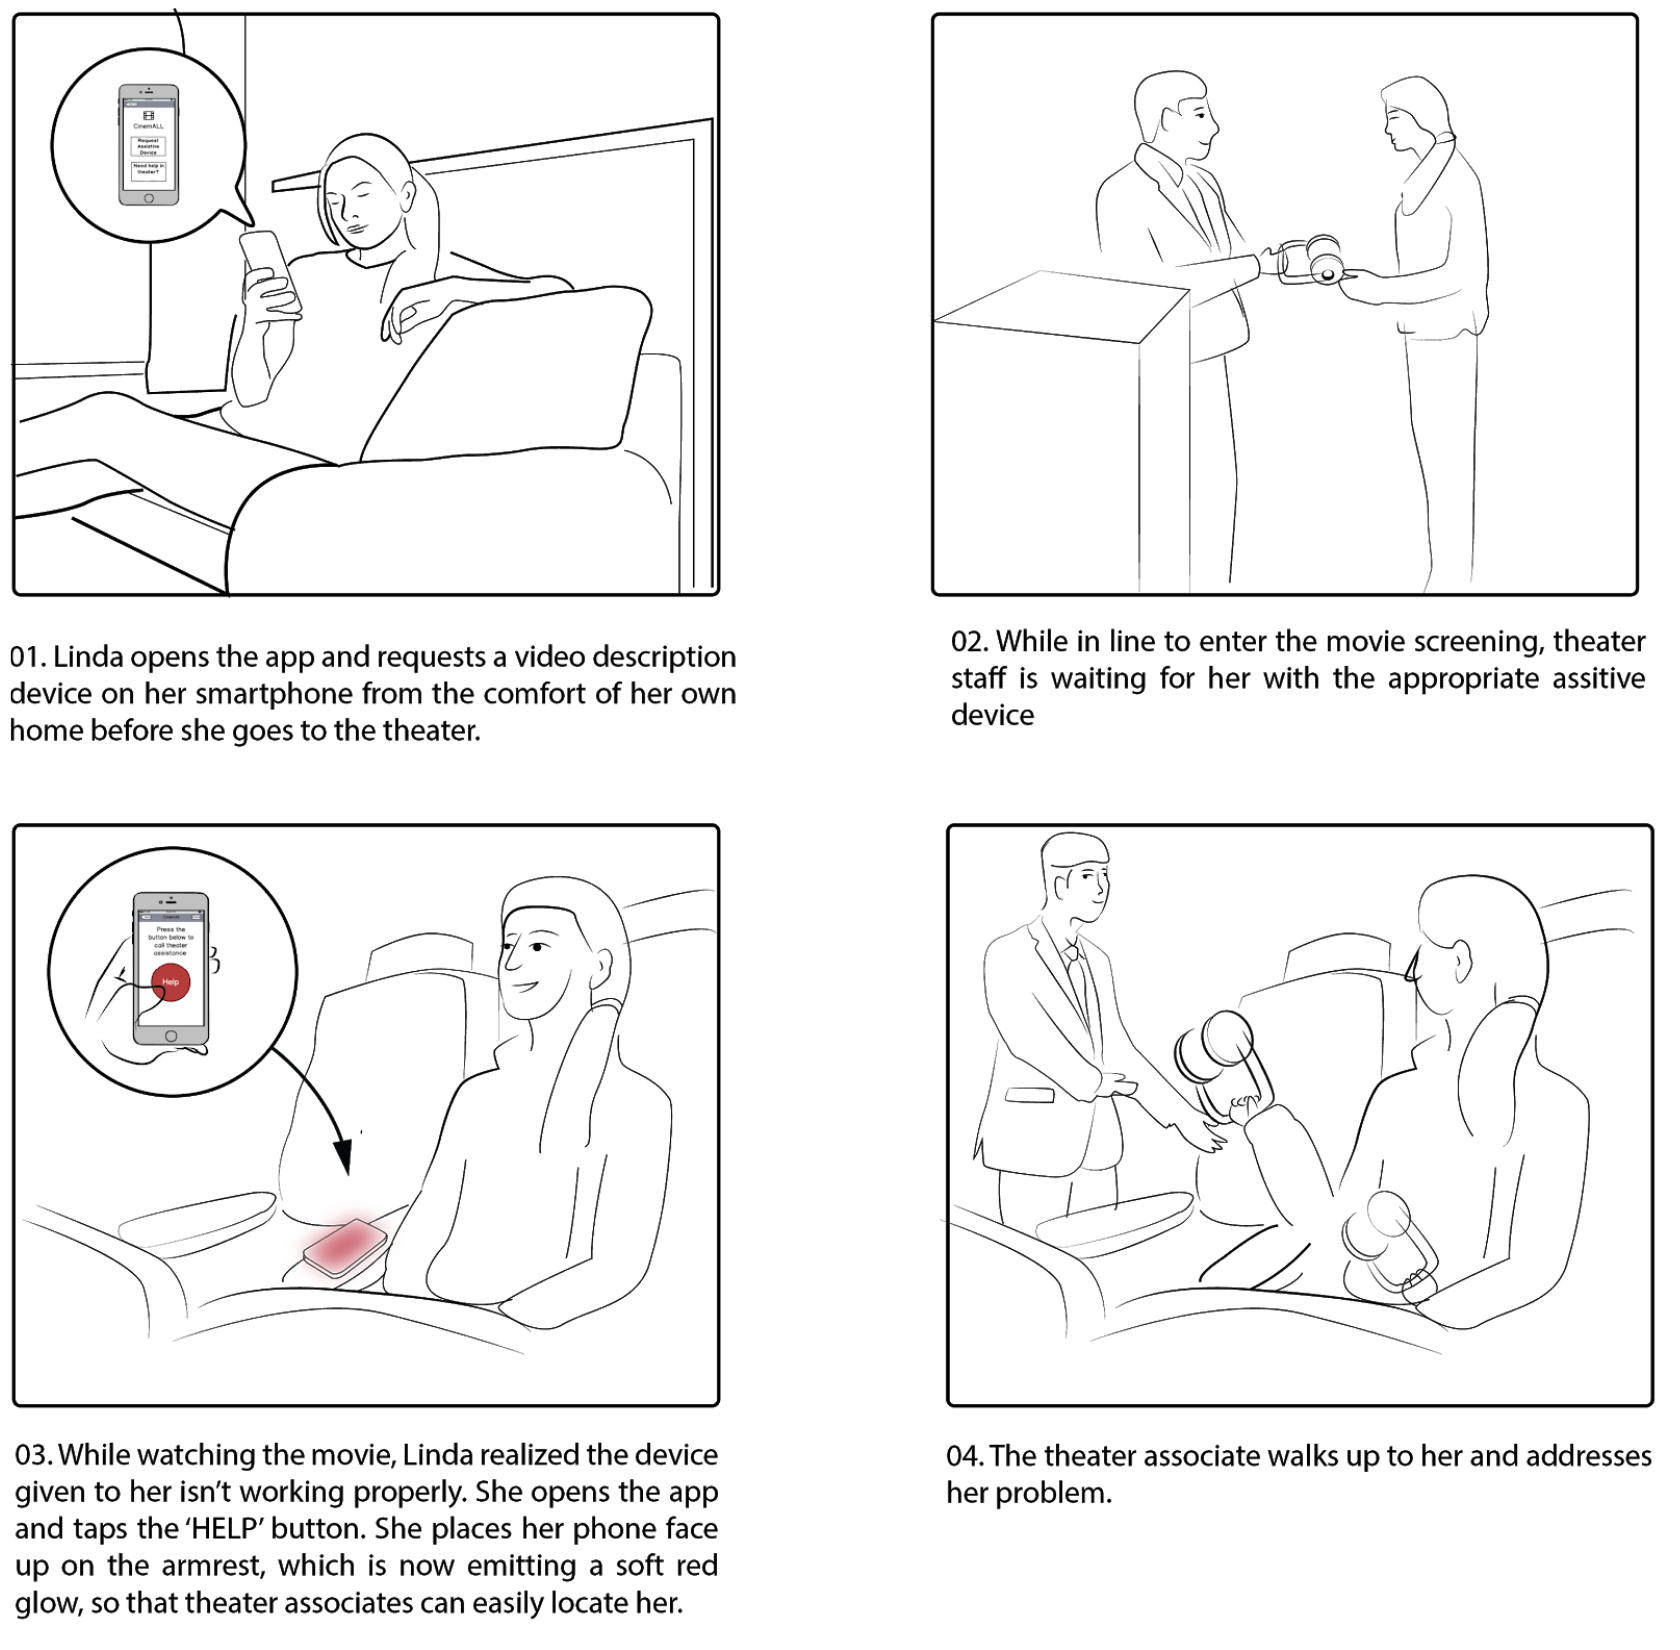 CinemALL
Request
Assistive
Device
Need help in
theater?
01. Linda opens the app and requests a video description
device on her smartphone from the comfort of her own
home before she goes to the theater.
02. While in line to enter the movie screening, theater
staff is waiting for her with the appropriate assitive
device
Press the
button below to
call theater
assistance
Help
03. While watching the movie, Linda realized the device
given to her isn't working properly. She opens the app
and taps the ‘HELP’ button. She places her phone face
up on the armrest, which is now emitting a soft red
glow, so that theater associates can easily locate her.
04. The theater associate walks up to her and addresses
her problem.